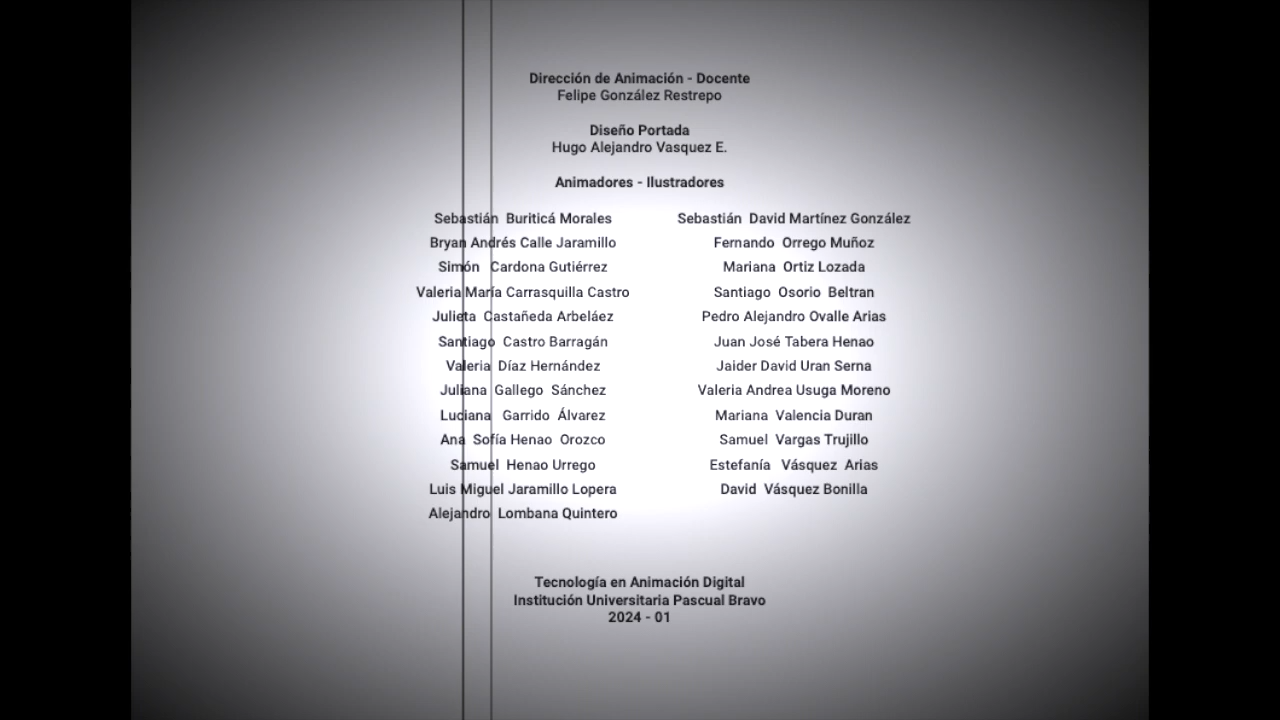 Dirección de Animación - Docente
Felipe González Restrepo
Diseño Portada
Hugo Alejandro Vasquez E.
Animadores - Ilustradores
Sebastián Buriticá Morales
Bryan Andrés Calle Jaramillo
Simón Cardona Gutiérrez
Valeria María Carrasquilla Castro
Julieta Castañeda Arbeláez
Santiago Castro Barragán
Valeria Díaz Hernández
Juliana Gallego Sánchez
Luciana Garrido Álvarez
Ana Sofía Henao Orozco
Samuel Henao Urrego
Luis Miguel Jaramillo Lopera
Alejandro Lombana Quintero
Sebastián David Martínez González
Fernando Orrego Muñoz
Mariana Ortiz Lozada
Santiago Osorio Beltran
Pedro Alejandro Ovalle Arias
Juan José Tabera Henao
Jaider David Uran Serna
Valeria Andrea Usuga Moreno
Mariana Valencia Duran
Samuel Vargas Trujillo
Estefanía Vásquez Arias
David Vásquez Bonilla
Tecnología en Animación Digital
Institución Universitaria Pascual Bravo
2024 - 01